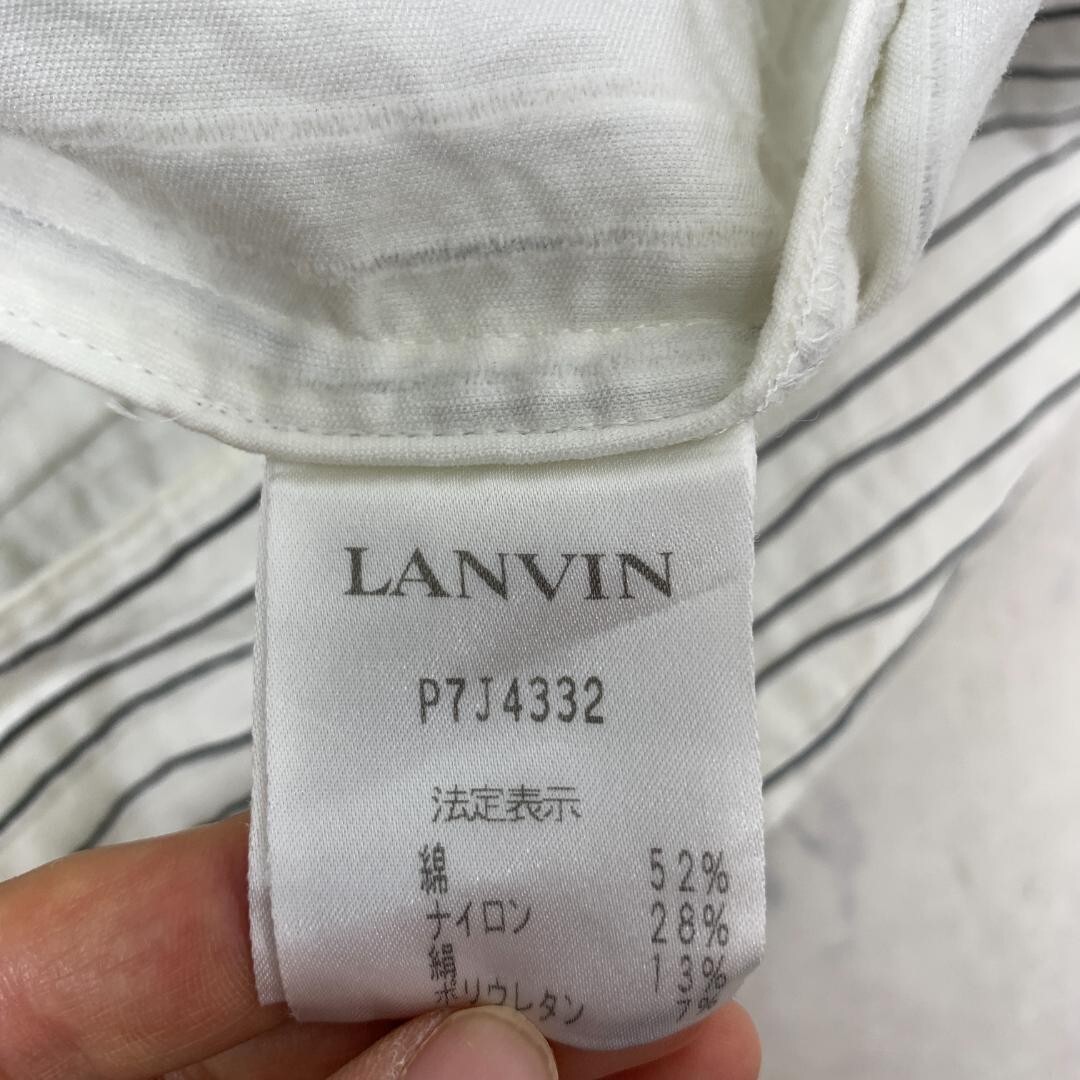 LANVIN
P7J4332
法定表示
綿 52%
ナイロン 28%
絹 13%
ポリウレタン 7%